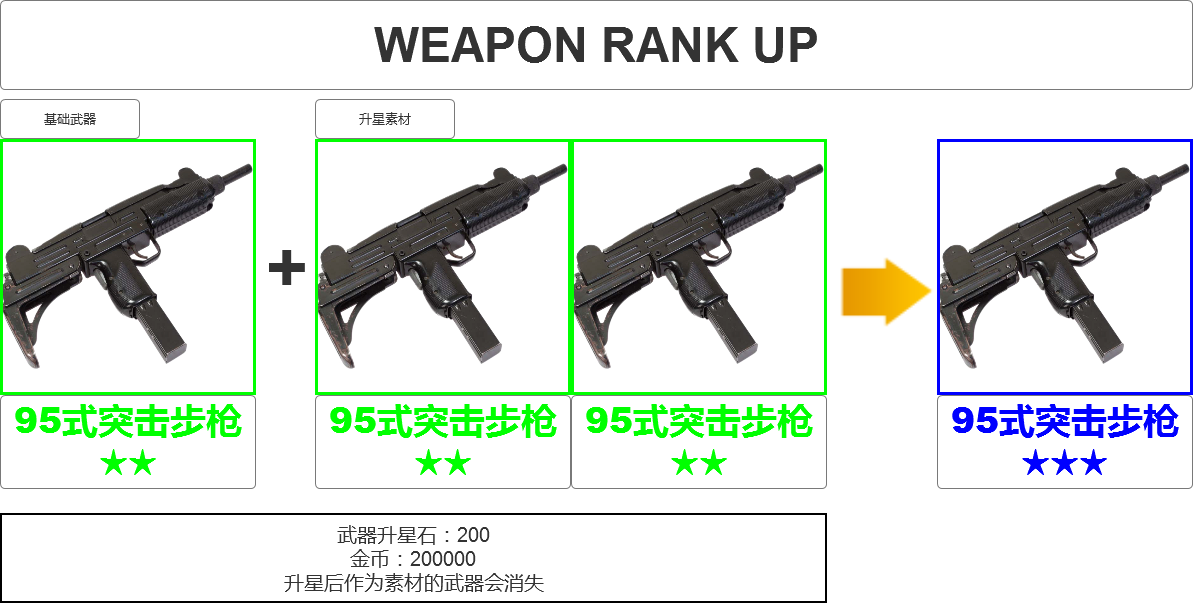 WEAPON RANK UP
基础武器
升星素材
95式突击步枪
★★
95式突击步枪
★★
95式突击步枪
★★
95式突击步枪
★★★
武器升星石：200
金币：200000
升星后作为素材的武器会消失